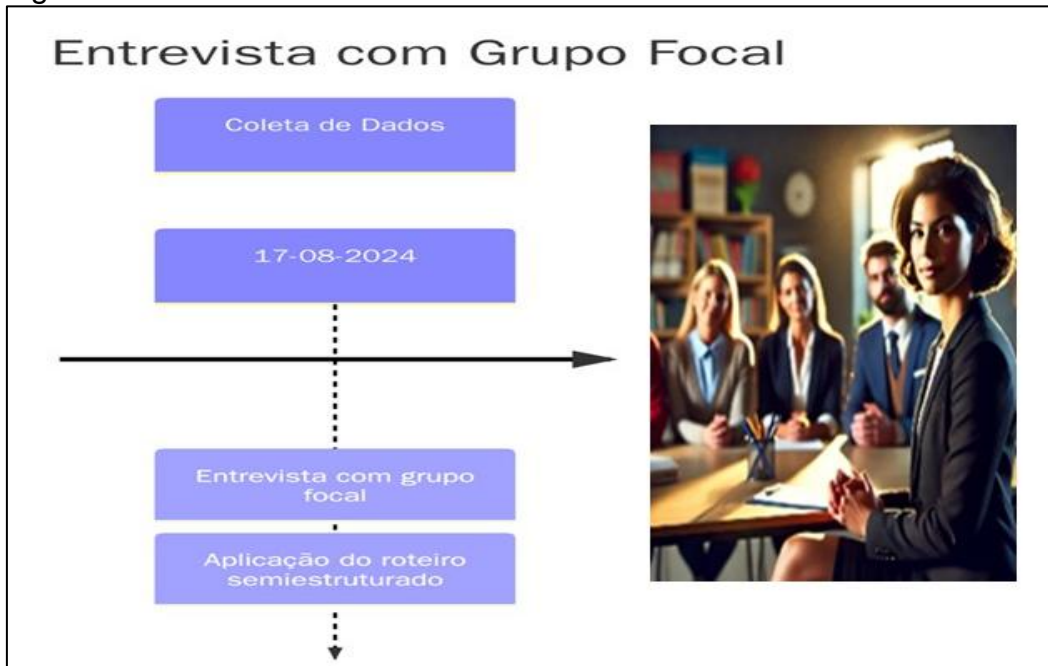 Entrevista com Grupo Focal
Coleta de Dados
17-08-2024
Entrevista com grupo
focal
Aplicação do roteiro
semiestruturado